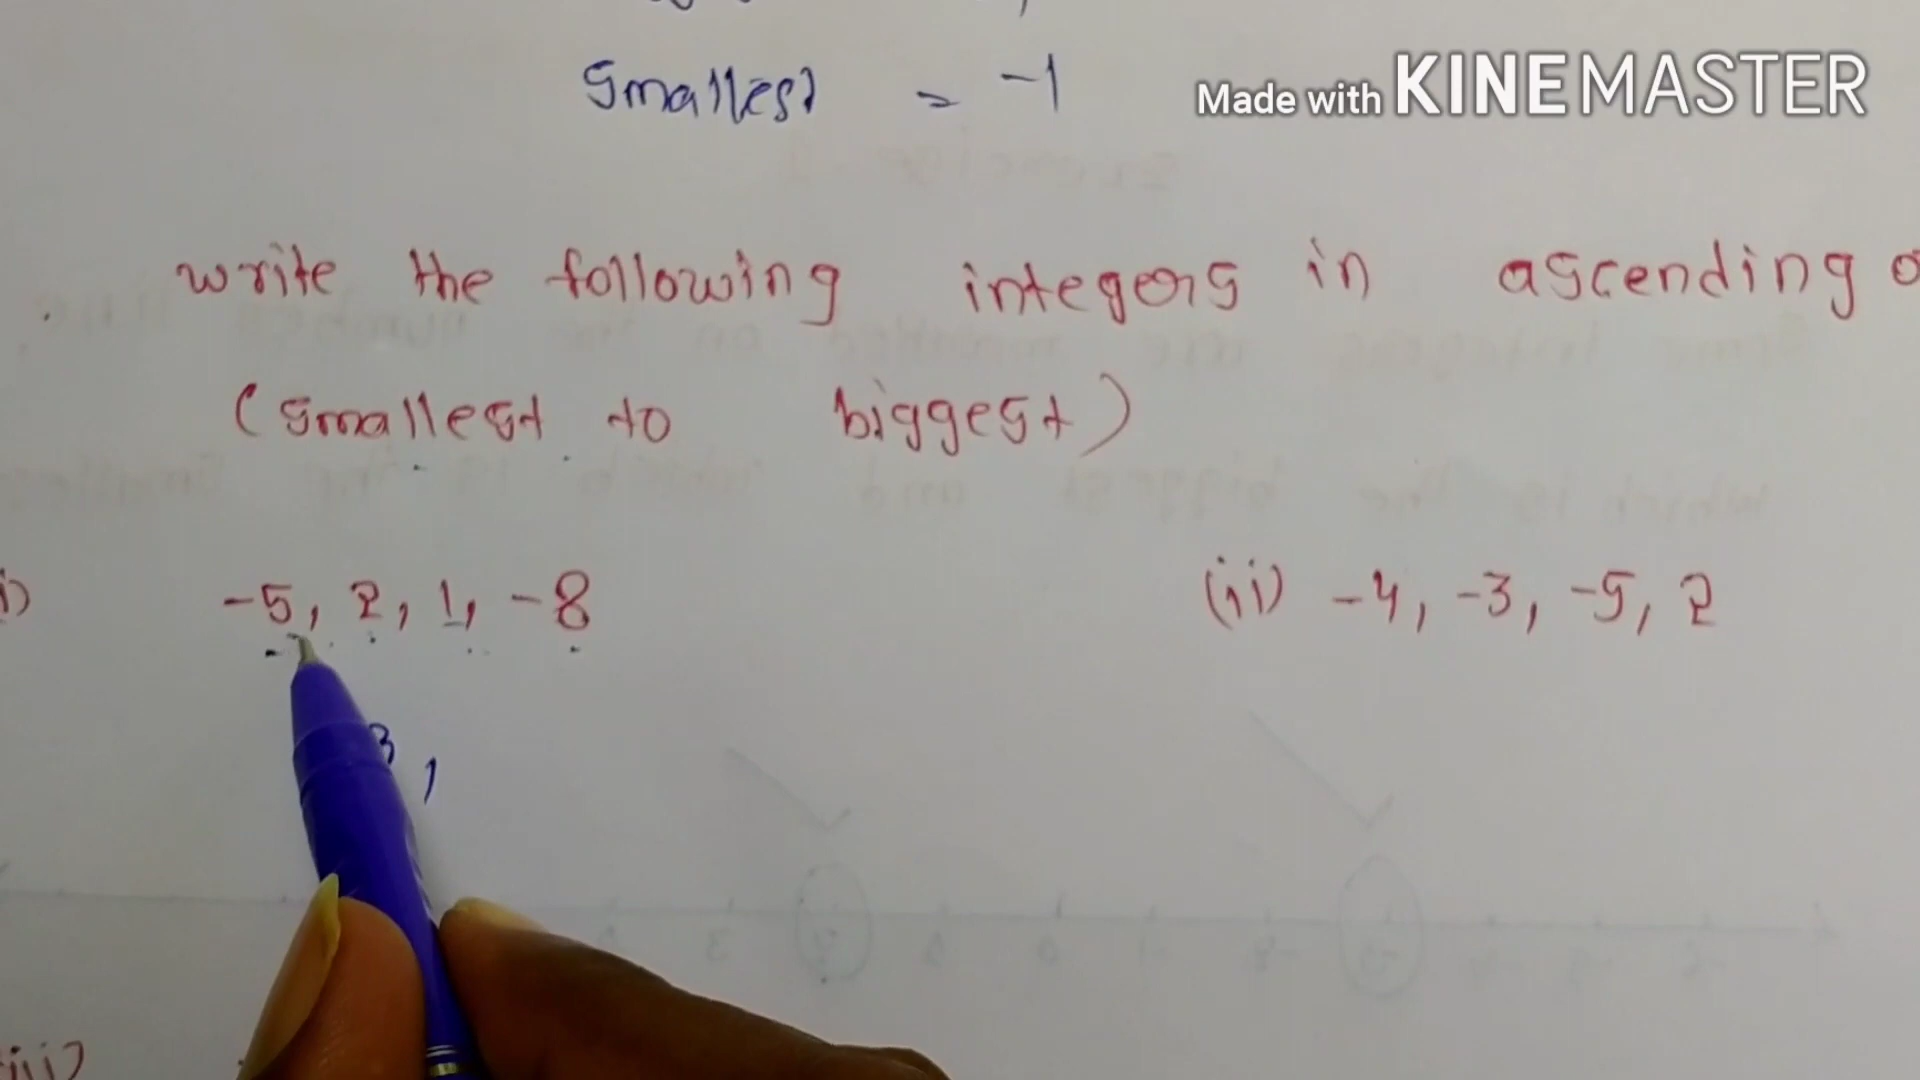 Smallest = -1
Made with KINEMASTER
write the following integers in ascending o
(smallest to biggest)
i) -5, 2, 1, -8 (ii) -4, -3, -5, 2
,
iii)